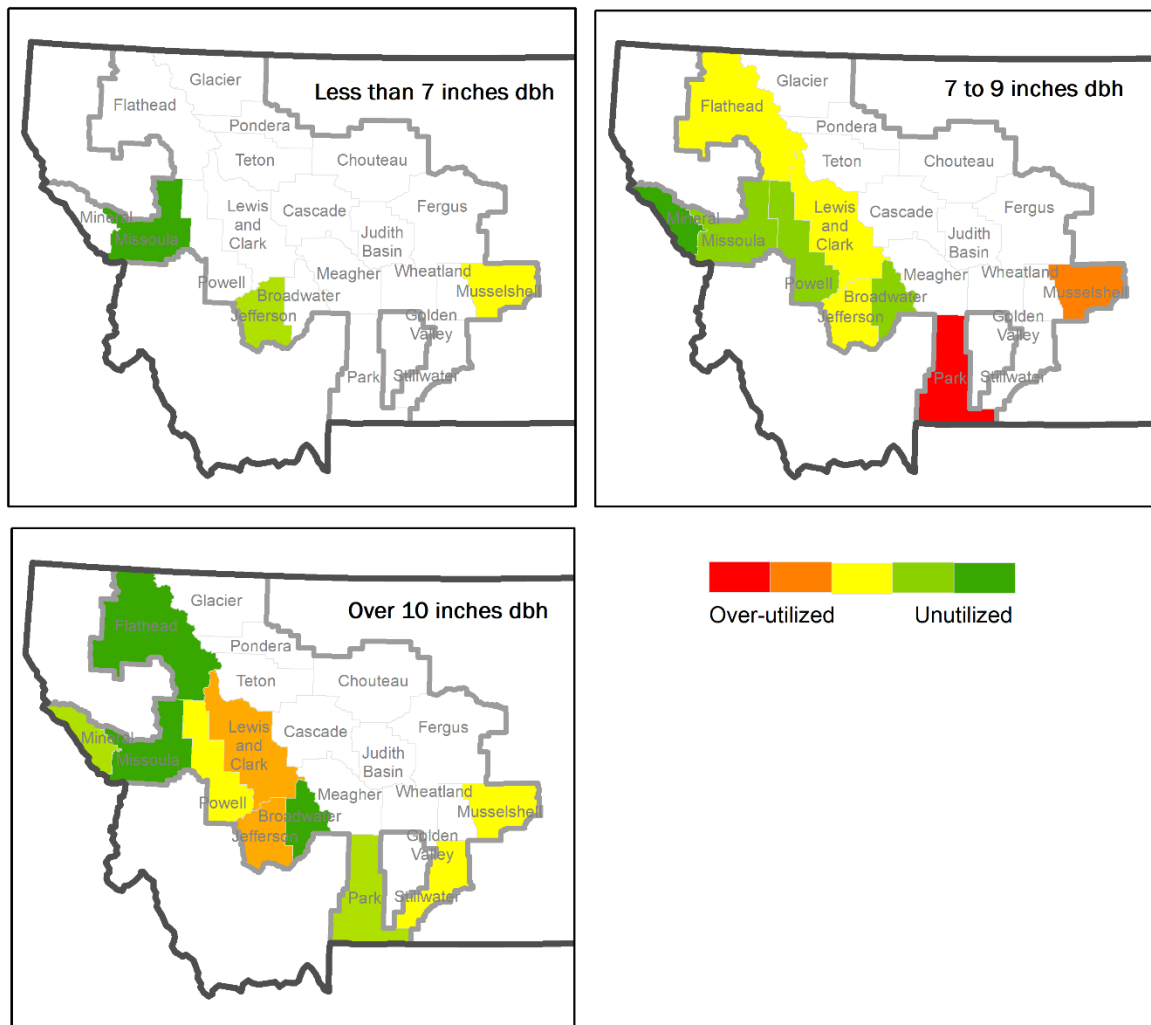 Less than 7 inches dbh
Glacier
Flathead
Pondera
Teton
Chouteau
Lewis
and
Clark
Cascade
Fergus
Mineral
Missoula
Judith
Basin
Powell
Meagher
Wheatland
Musselshell
Broadwater
Jefferson
Golden
Valley
Park
Stillwater
7 to 9 inches dbh
Glacier
Flathead
Pondera
Teton
Chouteau
Lewis
and
Clark
Cascade
Fergus
Mineral
Missoula
Judith
Basin
Powell
Meagher
Wheatland
Musselshell
Broadwater
Jefferson
Golden
Valley
Park
Stillwater
Over 10 inches dbh
Glacier
Flathead
Pondera
Teton
Chouteau
Lewis
and
Clark
Cascade
Fergus
Mineral
Missoula
Judith
Basin
Powell
Meagher
Wheatland
Musselshell
Broadwater
Jefferson
Golden
Valley
Park
Stillwater
Over-utilized Unutilized